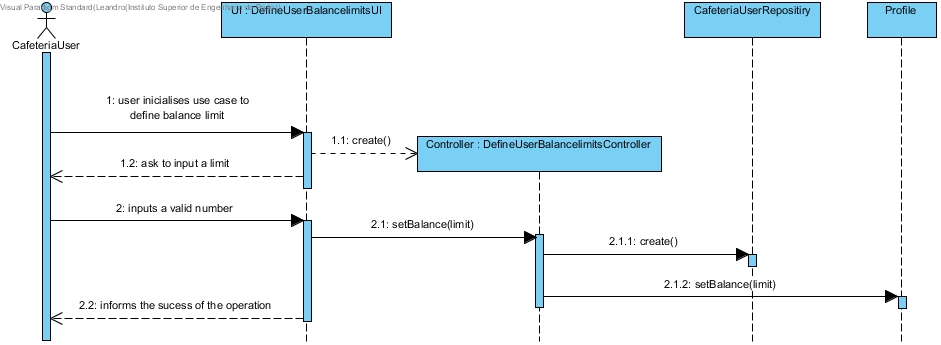 Visual Paradigm Standard(Leandro(Instituto Superior de Engenharia do
UI : DefineUserBalancelimitsUI
CafeteriaUserRepositiry
Profile
CafeteriaUser
1: user inicialises use case to
define balance limit
1.1: create()
Controller : DefineUserBalancelimitsController
1.2: ask to input a limit
2: inputs a valid number
2.1: setBalance(limit)
2.1.1: create()
2.1.2: setBalance(limit)
2.2: informs the sucess of the operation